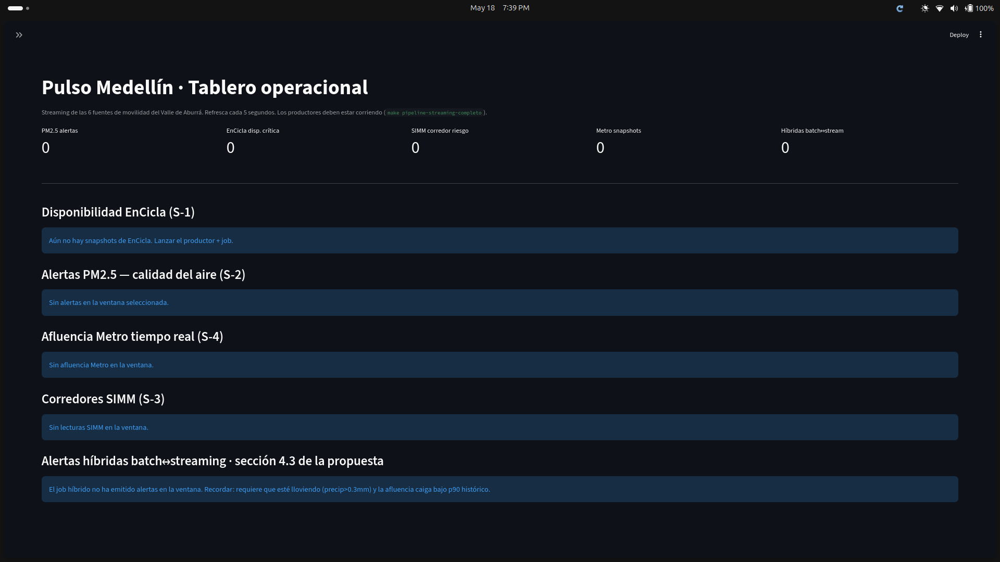 May 18 7:39 PM
100%
Deploy
Pulso Medellín · Tablero operacional
Streaming de las 6 fuentes de movilidad del Valle de Aburrá. Refresca cada 5 segundos. Los productores deben estar corriendo ( make pipeline-streaming-completo ).
PM2.5 alertas EnCicla disp. crítica SIMM corredor riesgo Metro snapshots Híbridas batch↔stream
0 0 0 0 0
Disponibilidad EnCicla (S-1)
Aún no hay snapshots de EnCicla. Lanzar el productor + job.
Alertas PM2.5 — calidad del aire (S-2)
Sin alertas en la ventana seleccionada.
Afluencia Metro tiempo real (S-4)
Sin afluencia Metro en la ventana.
Corredores SIMM (S-3)
Sin lecturas SIMM en la ventana.
Alertas híbridas batch↔streaming · sección 4.3 de la propuesta
El job híbrido no ha emitido alertas en la ventana. Recordar: requiere que esté lloviendo (precip>0.3mm) y la afluencia caiga bajo p90 histórico.